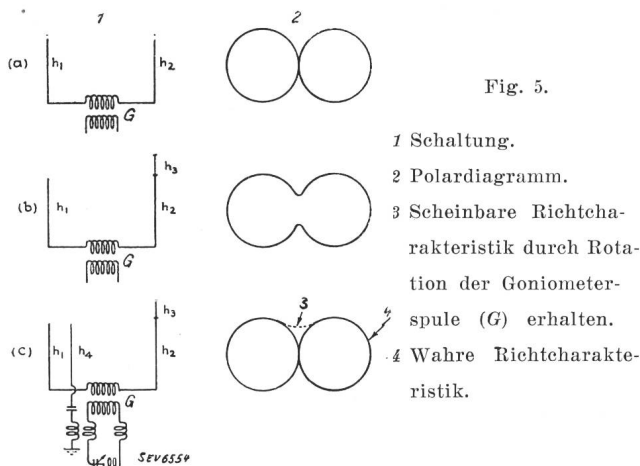 1
2
(a)
h1
h2
G
(b)
h1
h3
h2
G
(c)
h1
h4
h3
h2
G
3
4
SEV6554
Fig. 5.
1 Schaltung.
2 Polardiagramm.
3 Scheinbare Richtcha-
rakteristik durch Rota-
tion der Goniometer-
spule (G) erhalten.
4 Wahre Richtcharakte-
ristik.